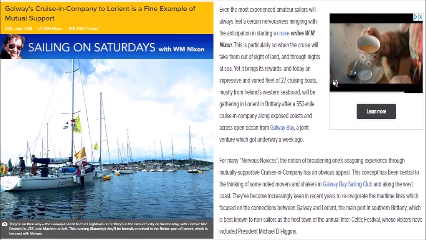 Galway's Cruise-in-Company to Lorient is a Fine Example of
Mutual Support
SAILING ON SATURDAYS with WM Nixon
Even the most experienced amateur sailors will
always feel a certain nervousness mingling with
the anticipation in starting a cruise writes W M
Nixon. This is particularly so when the cruise will
take them out of sight of land, and through nights
at sea. Yet it brings its rewards, and today an
impressive and varied fleet of 27 cruising boats,
mostly from Ireland's western seaboard, will be
gathering in Lorient in Brittany after a 552-mile
cruise-in-company along exposed coasts and
across open ocean from Galway Bay, a joint
venture which got underway a week ago.
For many "Nervous Novices", the notion of broadening one's seagoing experience through
mutually-supportive Cruises-in-Company has an obvious appeal. This concept has been central to
the thinking of some noted movers and shakers in Galway Bay Sailing Club and along the west
coast. They've become increasingly keen in recent years to re-invigorate the maritime links which
focused on the connections between Galway and Lorient, the main port in southern Brittany, which
is best known to non-sailors as the host town of the annual Inter Celtic Festival, whose visitors have
included President Michael D Higgins.
Learn more